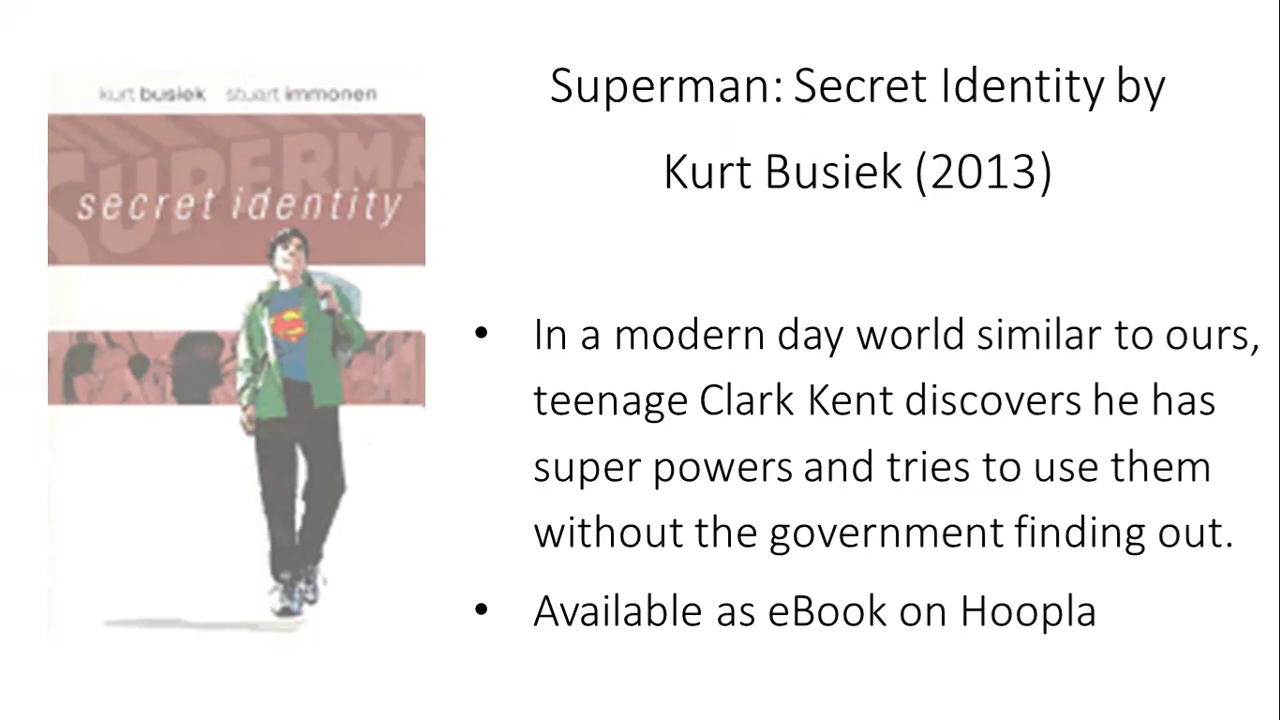 kurt busiek stuart immonen
SUPERMA
secret identity
Superman: Secret Identity by
Kurt Busiek (2013)
• In a modern day world similar to ours,
teenage Clark Kent discovers he has
super powers and tries to use them
without the government finding out.
• Available as eBook on Hoopla